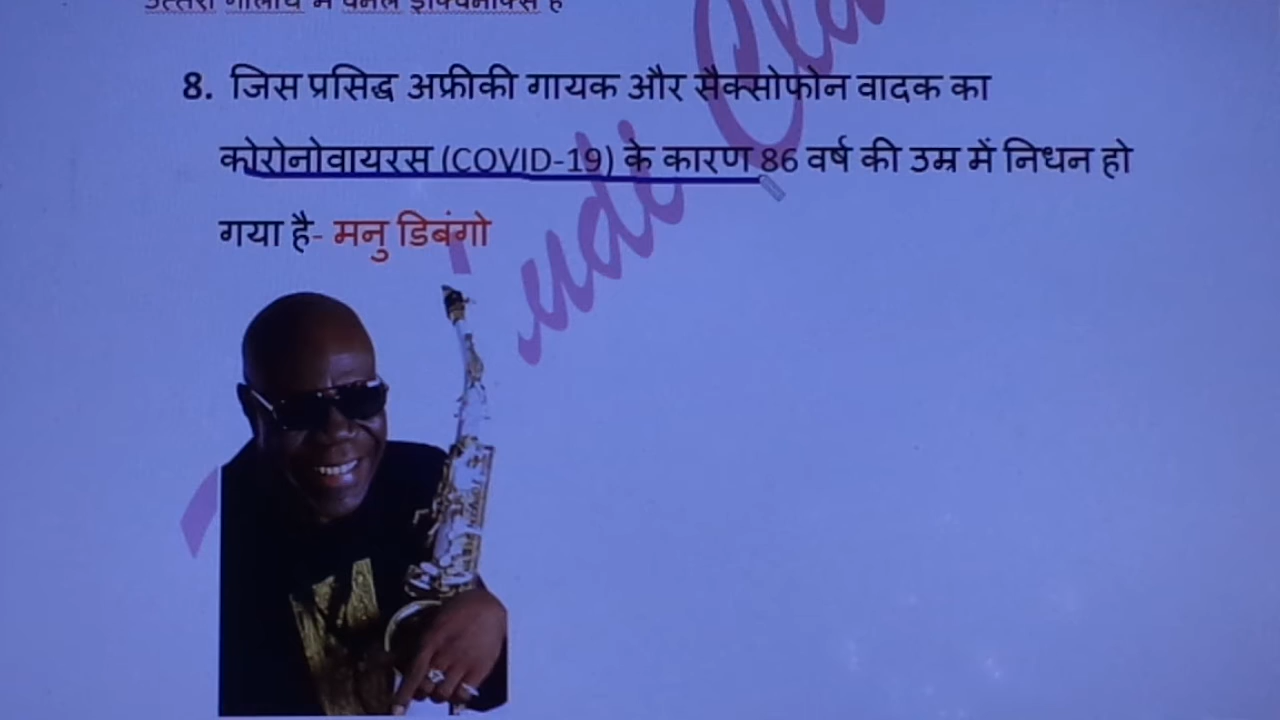 8. जिस प्रसिद्ध अफ्रीकी गायक और सैक्सोफोन वादक का
कोरोनोवायरस (COVID-19) के कारण 86 वर्ष की उम्र में निधन हो
गया है- मनु डिबंगो